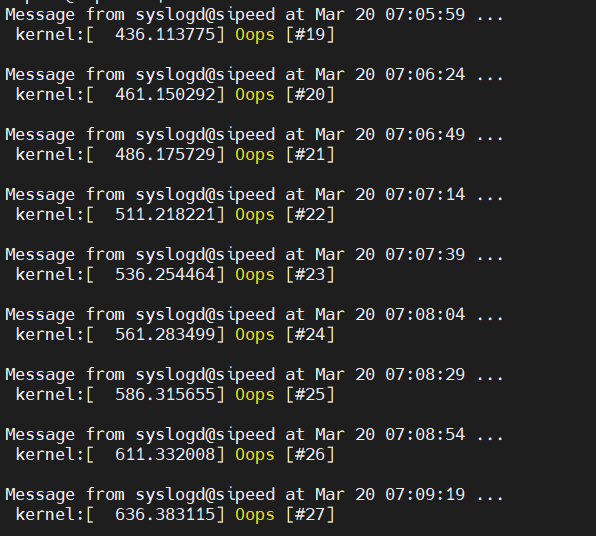 Message from syslogd@sipeed at Mar 20 07:05:59 ...
kernel:[  436.113775] Oops [#19]
Message from syslogd@sipeed at Mar 20 07:06:24 ...
kernel:[  461.150292] Oops [#20]
Message from syslogd@sipeed at Mar 20 07:06:49 ...
kernel:[  486.175729] Oops [#21]
Message from syslogd@sipeed at Mar 20 07:07:14 ...
kernel:[  511.218221] Oops [#22]
Message from syslogd@sipeed at Mar 20 07:07:39 ...
kernel:[  536.254464] Oops [#23]
Message from syslogd@sipeed at Mar 20 07:08:04 ...
kernel:[  561.283499] Oops [#24]
Message from syslogd@sipeed at Mar 20 07:08:29 ...
kernel:[  586.315655] Oops [#25]
Message from syslogd@sipeed at Mar 20 07:08:54 ...
kernel:[  611.332008] Oops [#26]
Message from syslogd@sipeed at Mar 20 07:09:19 ...
kernel:[  636.383115] Oops [#27]